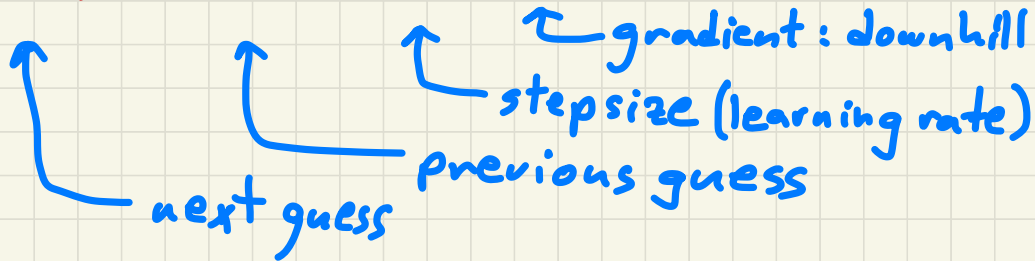 gradient: downhill
stepsize (learning rate)
previous guess
next guess